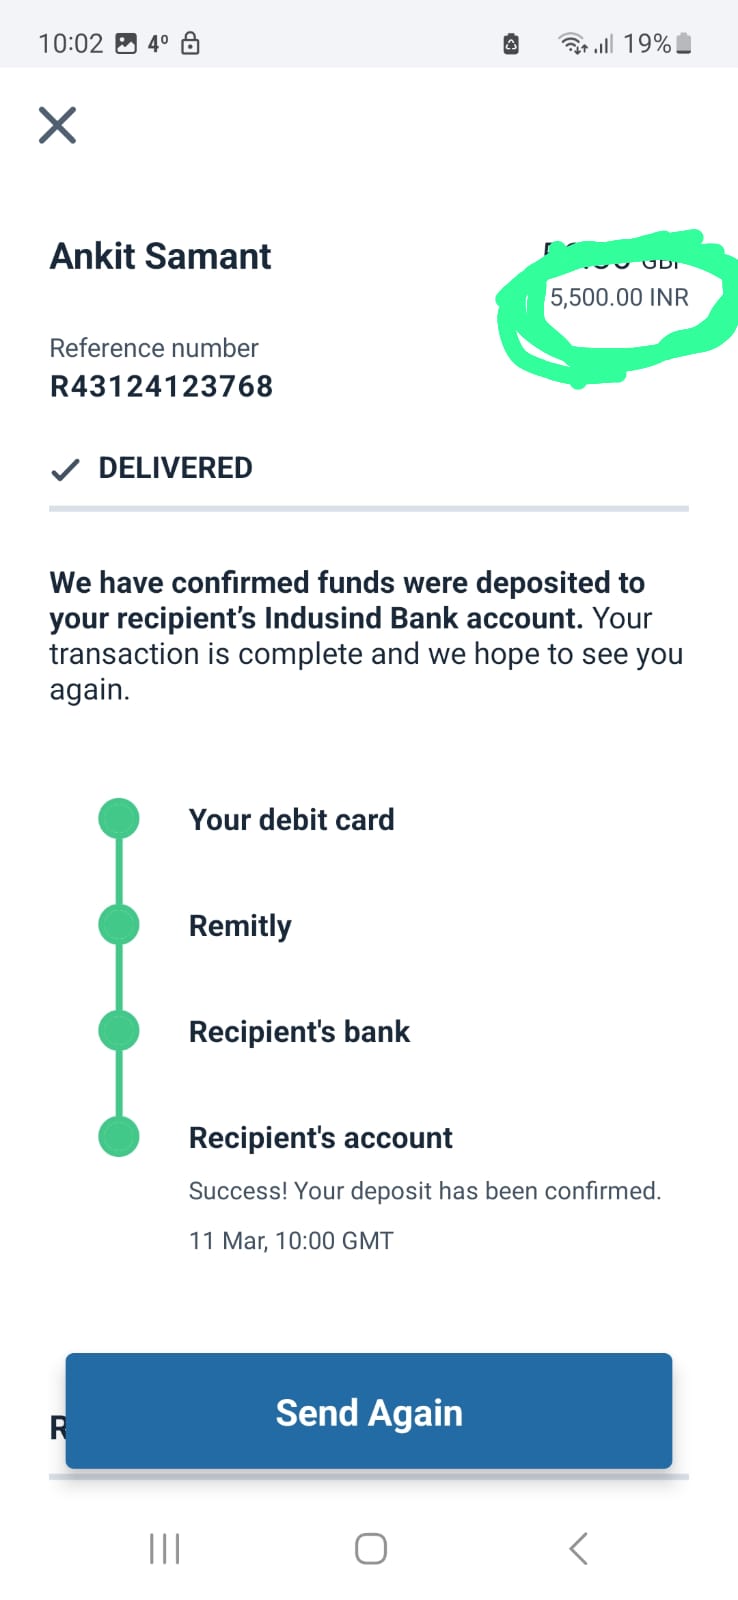 10:02 4° 19%
Ankit Samant
GBP
5,500.00 INR
Reference number
R43124123768
DELIVERED
We have confirmed funds were deposited to
your recipient's Indusind Bank account. Your
transaction is complete and we hope to see you
again.
Your debit card
Remitly
Recipient's bank
Recipient's account
Success! Your deposit has been confirmed.
11 Mar, 10:00 GMT
Send Again